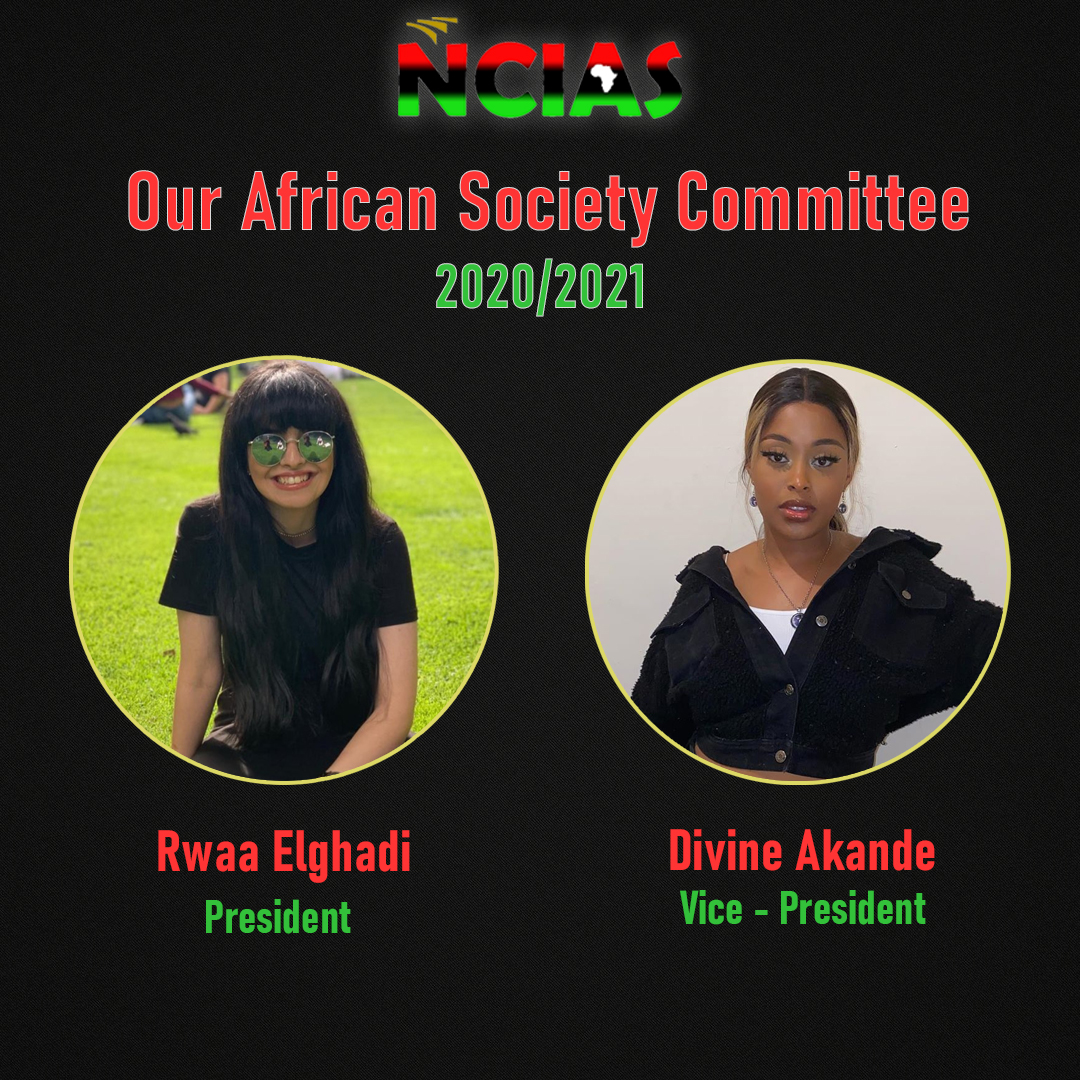 NCIAS
Our African Society Committee
2020/2021
Rwaa Elghadi
Divine Akande
President
Vice - President